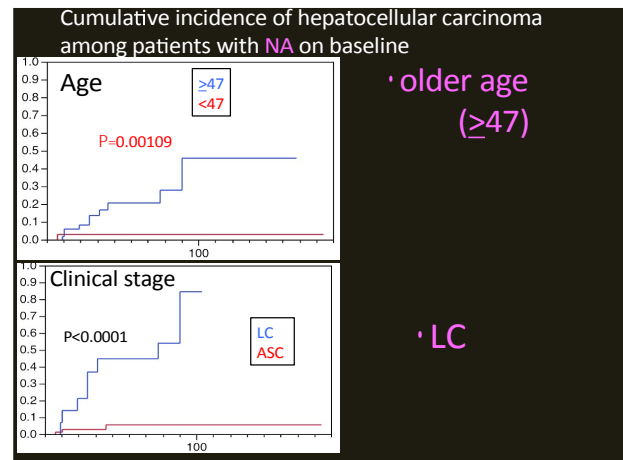 Cumulative incidence of hepatocellular carcinoma
among patients with NA on baseline
Age
≥47
<47
P=0.00109
1.0
0.9
0.8
0.7
0.6
0.5
0.4
0.3
0.2
0.1
0.0
100
· older age
(≥47)
Clinical stage
P<0.0001
LC
ASC
1.0
0.9
0.8
0.7
0.6
0.5
0.4
0.3
0.2
0.1
0.0
100
· LC